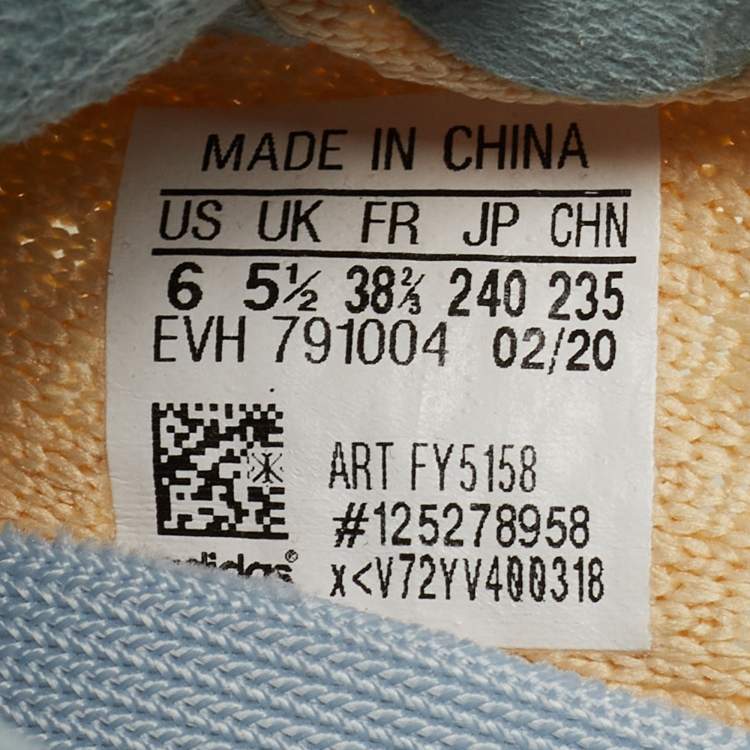 MADE IN CHINA
US UK FR JP CHN
6 5½ 38⅔ 240 235
EVH 791004 02/20
ART FY5158
#125278958
adidas®
x<V72YV400318